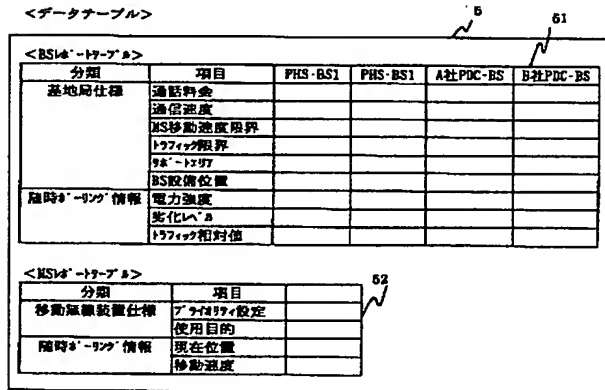 <データテーブル>
5
51
<BSレポートテーブル>
分類 項目 PHS-BS1 PHS-BS1 A社PDC-BS B社PDC-BS
基地局仕様 通話料金
通信速度
MS移動速度限界
トラフィック限界
サポートエリア
BS設備位置
随時ポーリング情報 電力強度
劣化レベル
トラフィック相対値
<MSレポートテーブル>
52
分類 項目
移動無線装置仕様 プライオリティ設定
使用目的
随時ポーリング情報 現在位置
移動速度